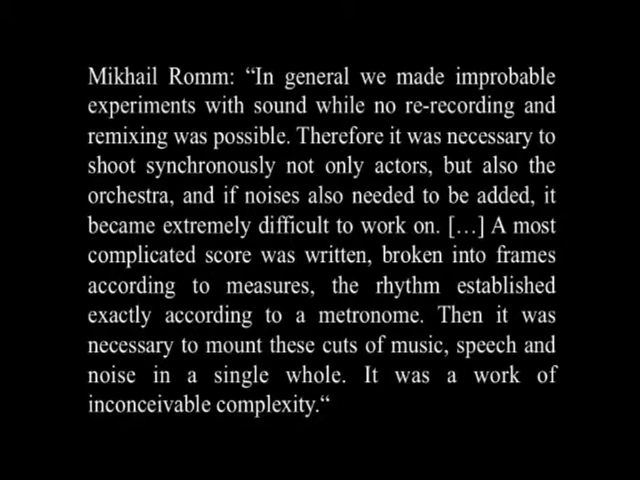 Mikhail Romm: “In general we made improbable
experiments with sound while no re-recording and
remixing was possible. Therefore it was necessary to
shoot synchronously not only actors, but also the
orchestra, and if noises also needed to be added, it
became extremely difficult to work on. […] A most
complicated score was written, broken into frames
according to measures, the rhythm established
exactly according to a metronome. Then it was
necessary to mount these cuts of music, speech and
noise in a single whole. It was a work of
inconceivable complexity.“